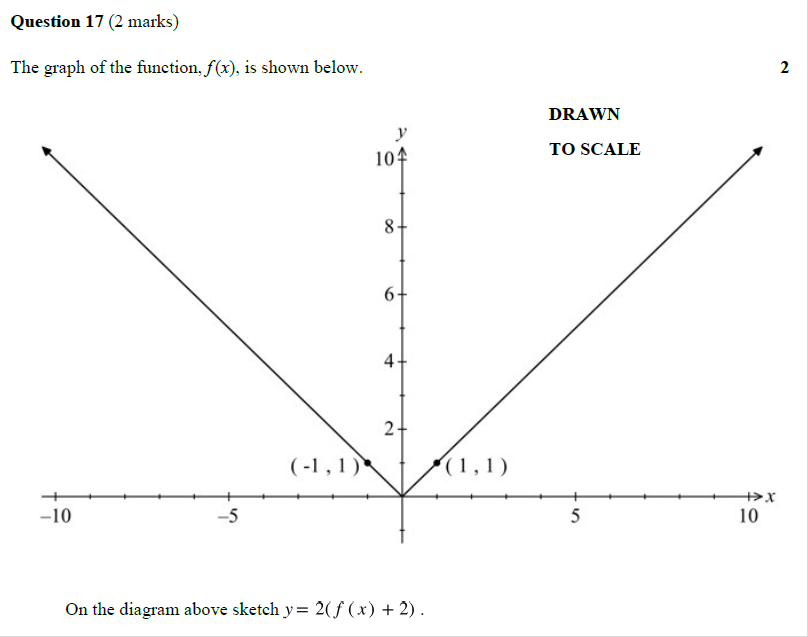 Question 17 (2 marks)
The graph of the function, f(x), is shown below.
2
DRAWN
TO SCALE
y
10
8
6
4
2
(-1 , 1)
(1 , 1)
x
−10
−5
5
10
On the diagram above sketch y = 2(f (x) + 2) .